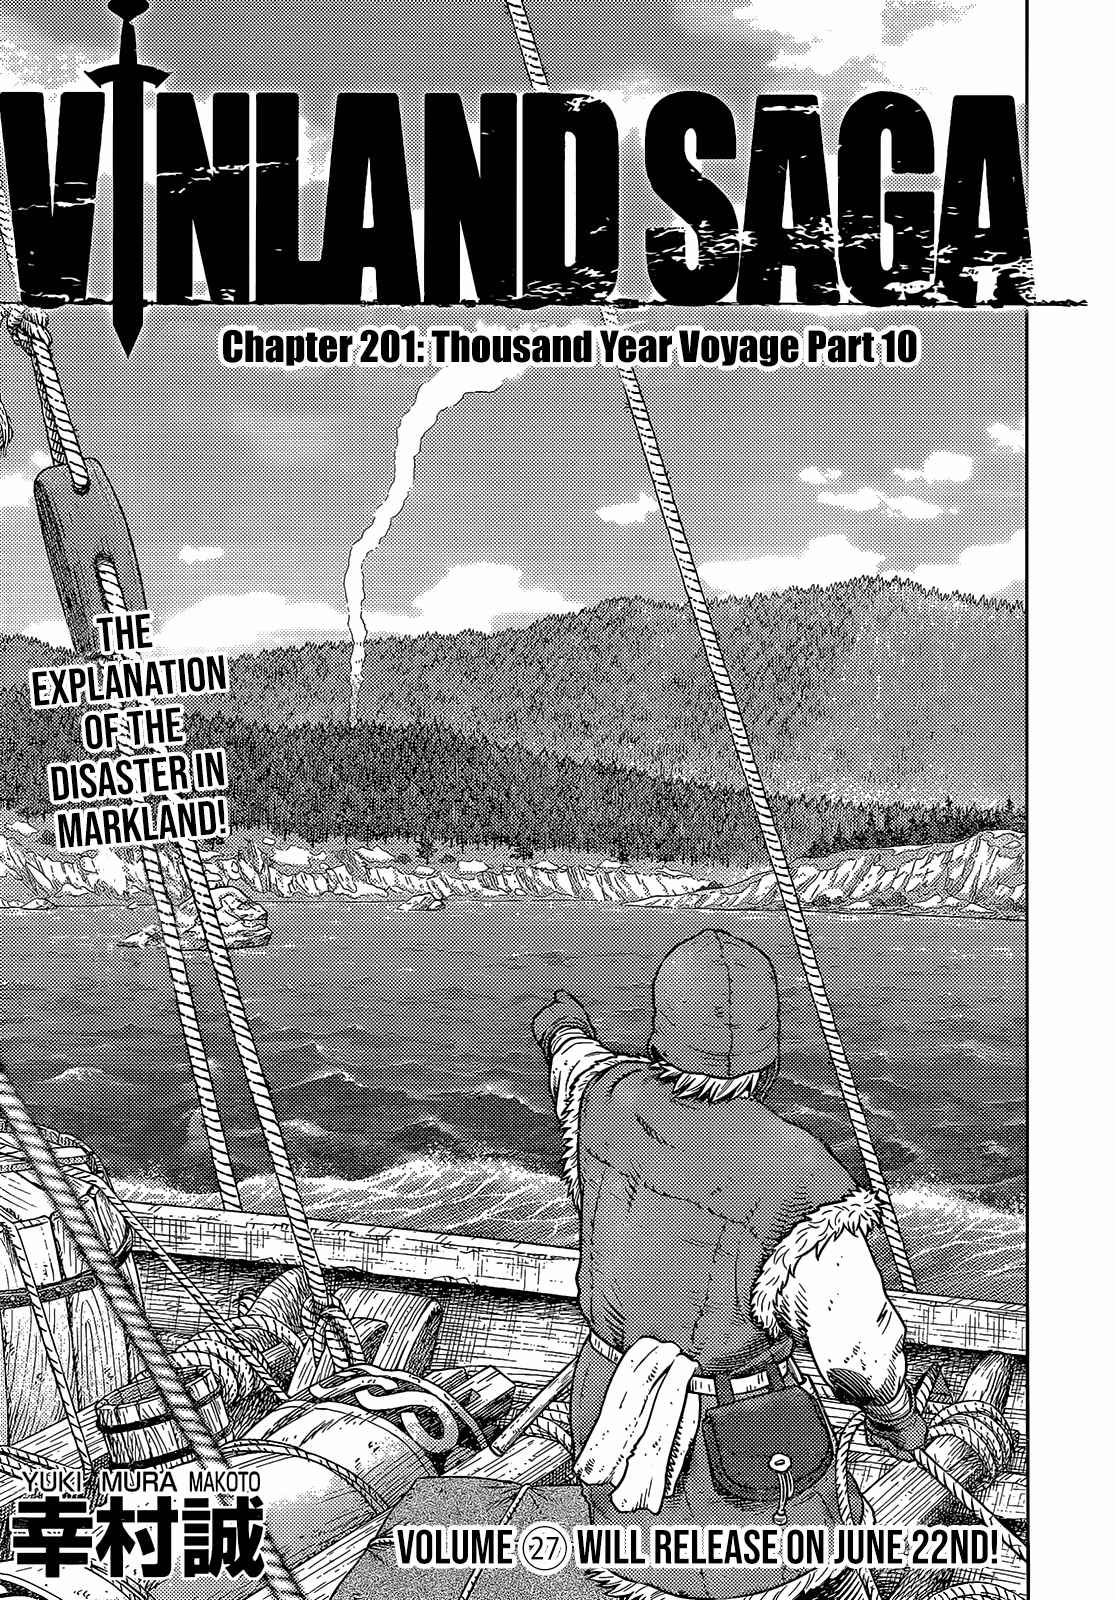 VINLAND SAGA
Chapter 201: Thousand Year Voyage Part 10
THE
EXPLANATION
OF THE
DISASTER IN
MARKLAND!
YUKI MURA MAKOTO
幸村誠
VOLUME 27 WILL RELEASE ON JUNE 22ND!